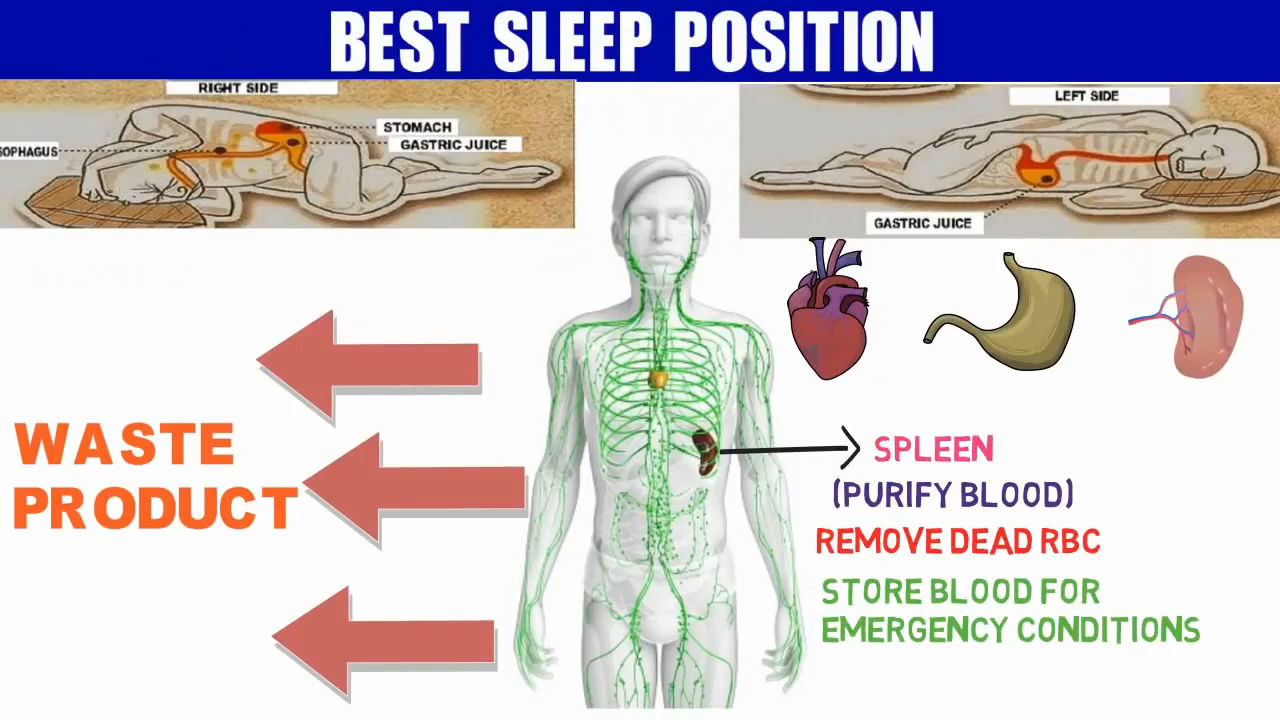 BEST SLEEP POSITION
RIGHT SIDE
STOMACH
GASTRIC JUICE
SOPHAGUS
LEFT SIDE
GASTRIC JUICE
WASTE
PRODUCT
SPLEEN
(PURIFY BLOOD)
REMOVE DEAD RBC
STORE BLOOD FOR
EMERGENCY CONDITIONS